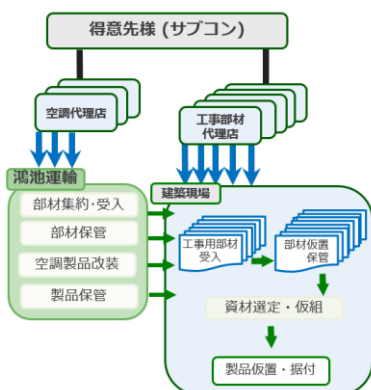 得意先様 (サブコン)
空調代理店
工事部材
代理店
鴻池運輸
建築現場
部材集約・受入
部材保管
空調製品改装
製品保管
工事用部材
受入
部材仮置
保管
資材選定・仮組
製品仮置・据付